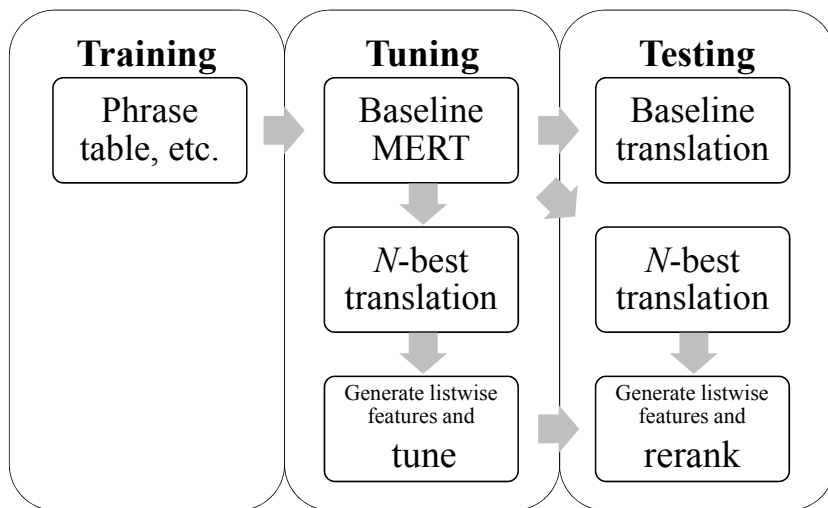 Training
Phrase
table, etc.
Tuning
Baseline
MERT
N-best
translation
Generate listwise
features and
tune
Testing
Baseline
translation
N-best
translation
Generate listwise
features and
rerank